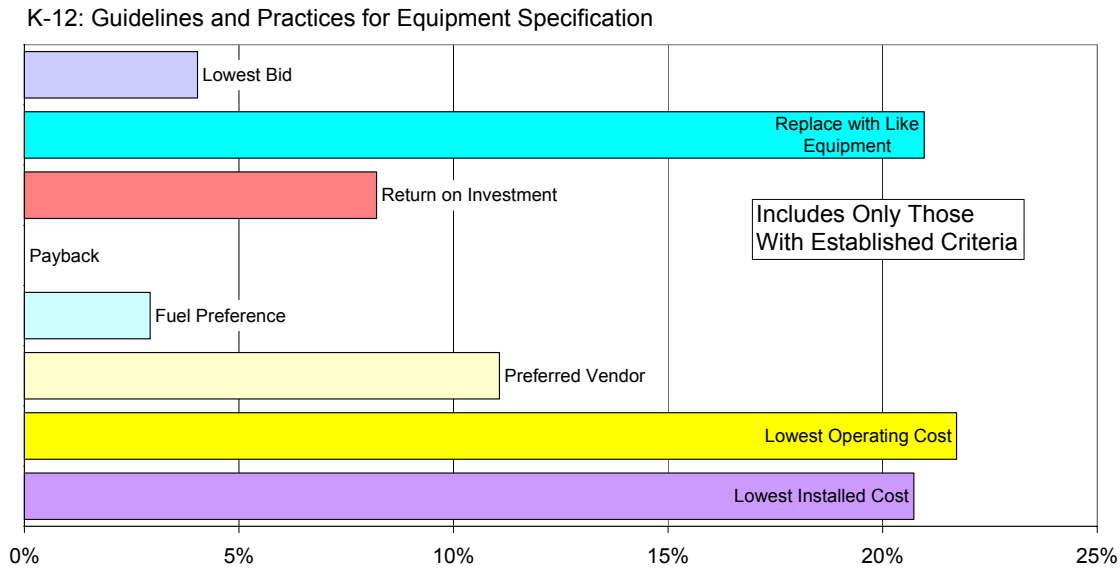 K-12: Guidelines and Practices for Equipment Specification
Lowest Bid
Replace with Like
Equipment
Return on Investment
Includes Only Those
With Established Criteria
Payback
Fuel Preference
Preferred Vendor
Lowest Operating Cost
Lowest Installed Cost
0% 5% 10% 15% 20% 25%